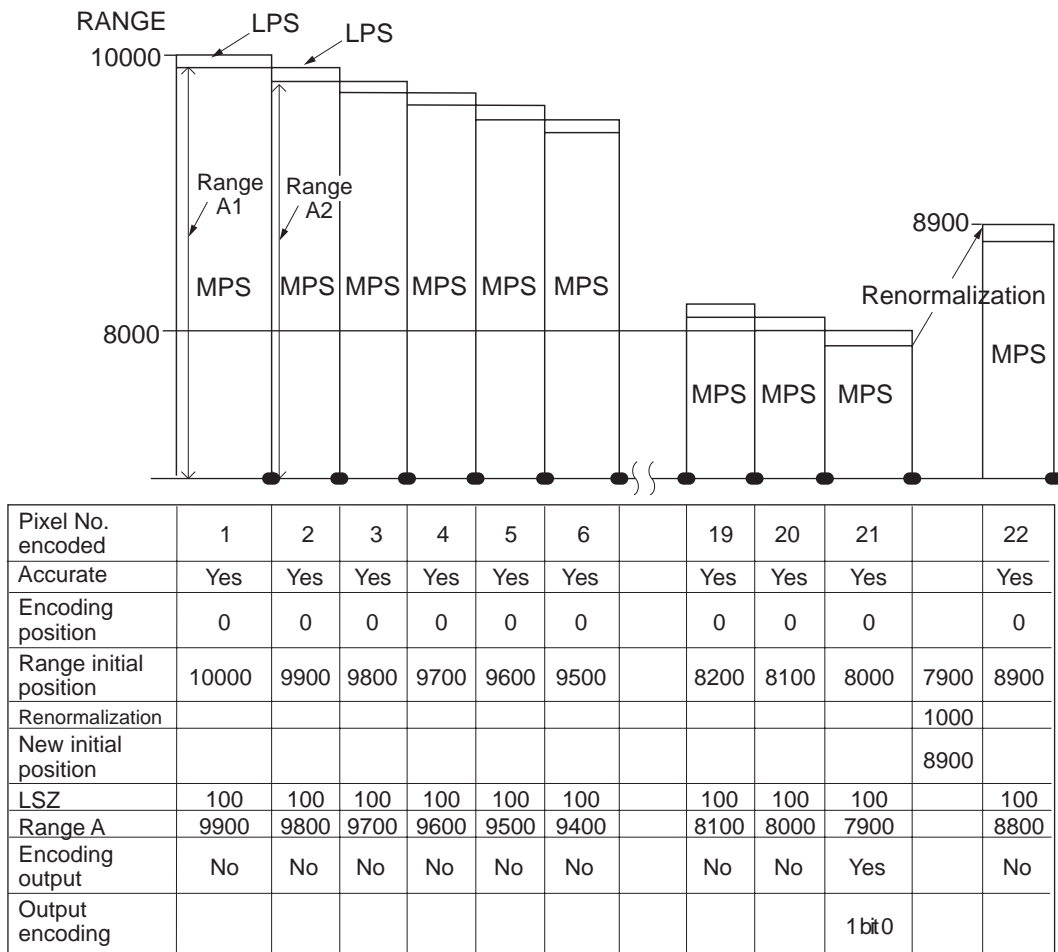 RANGE
LPS
LPS
10000
Range
A1
Range
A2
8900
Renormalization
MPS
MPS
MPS
MPS
MPS
MPS
8000
MPS
MPS
MPS
MPS
Pixel No. encoded 1 2 3 4 5 6 19 20 21 22
Accurate Yes Yes Yes Yes Yes Yes Yes Yes Yes Yes
Encoding position 0 0 0 0 0 0 0 0 0 0
Range initial position 10000 9900 9800 9700 9600 9500 8200 8100 8000 7900 8900
Renormalization 1000
New initial position 8900
LSZ 100 100 100 100 100 100 100 100 100 100
Range A 9900 9800 9700 9600 9500 9400 8100 8000 7900 8800
Encoding output No No No No No No No No Yes No
Output encoding 1 bit 0